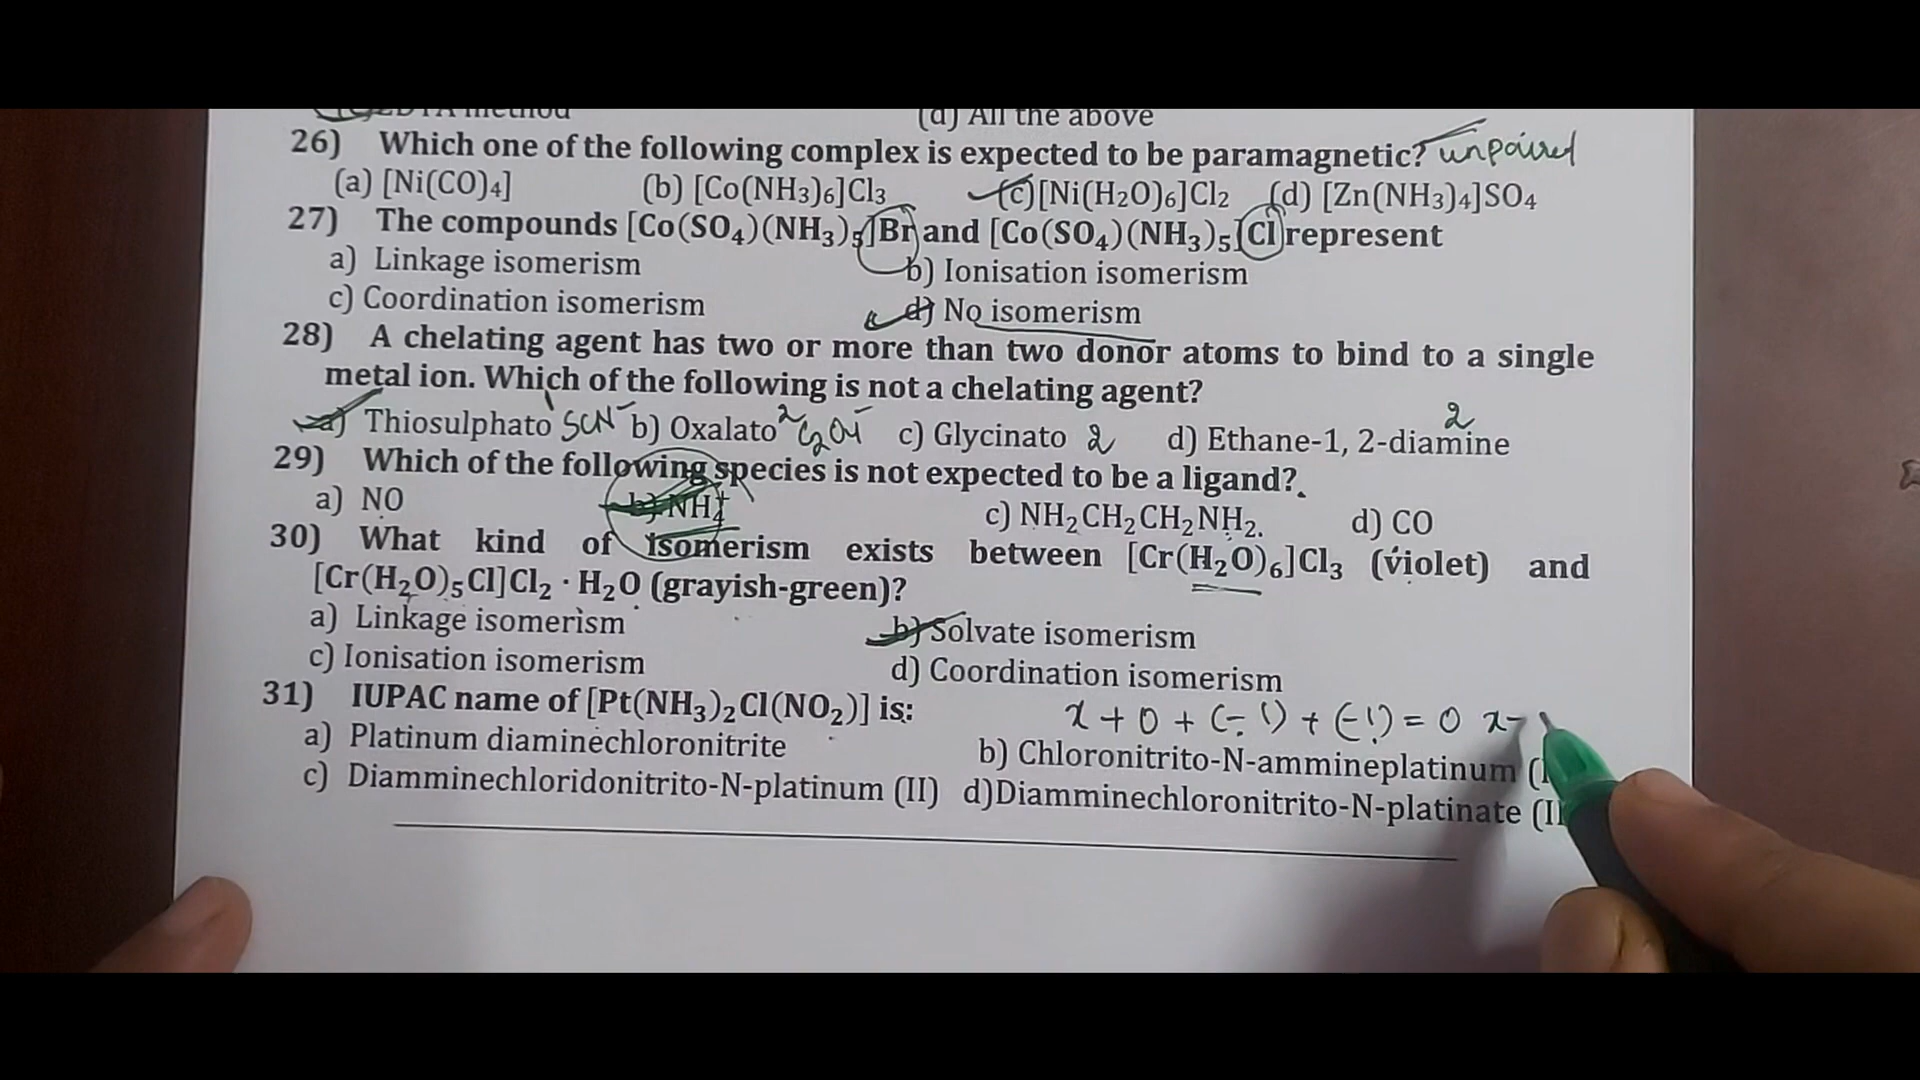 (c) EDTA method (d) All the above
26) Which one of the following complex is expected to be paramagnetic? unpaired
(a) [Ni(CO)4] (b) [Co(NH3)6]Cl3 (c)[Ni(H2O)6]Cl2 (d) [Zn(NH3)4]SO4
27) The compounds [Co(SO₄)(NH₃)₅]Br and [Co(SO₄)(NH₃)₅]Cl represent
a) Linkage isomerism b) Ionisation isomerism
c) Coordination isomerism d) No isomerism
28) A chelating agent has two or more than two donor atoms to bind to a single
metal ion. Which of the following is not a chelating agent?
a) Thiosulphato SCN⁻ b) Oxalato c) Glycinato 2 d) Ethane-1, 2-diamine 2
29) Which of the following species is not expected to be a ligand?
a) NO b) NH₄⁺ c) NH₂CH₂CH₂NH₂. d) CO
30) What kind of isomerism exists between [Cr(H₂O)₆]Cl₃ (violet) and
[Cr(H₂O)₅Cl]Cl₂ · H₂O (grayish-green)?
a) Linkage isomerism b) Solvate isomerism
c) Ionisation isomerism d) Coordination isomerism
31) IUPAC name of [Pt(NH₃)₂Cl(NO₂)] is: x + 0 + (-1) + (-1) = 0 x=
a) Platinum diaminechloronitrite b) Chloronitrito-N-ammineplatinum
c) Diamminechloridonitrito-N-platinum (II) d)Diamminechloronitrito-N-platinate